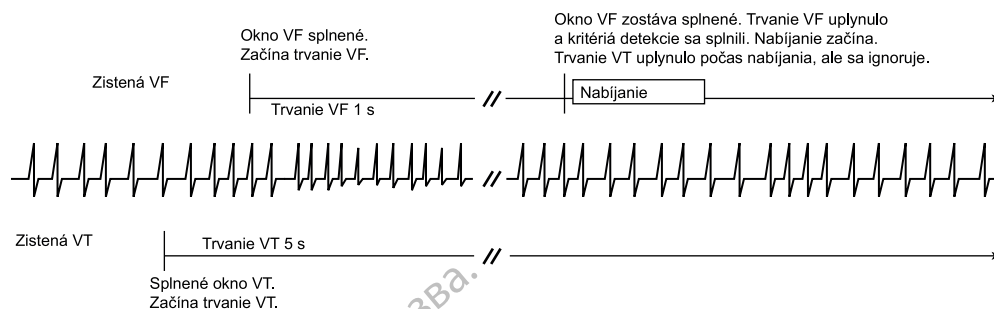 Okno VF splnené.
Začína trvanie VF.
Okno VF zostáva splnené. Trvanie VF uplynulo
a kritériá detekcie sa splnili. Nabíjanie začína.
Trvanie VT uplynulo počas nabíjania, ale sa ignoruje.
Zistená VF
Nabíjanie
Trvanie VF 1 s
Zistená VT
Trvanie VT 5 s
Splnené okno VT.
Začína trvanie VT.